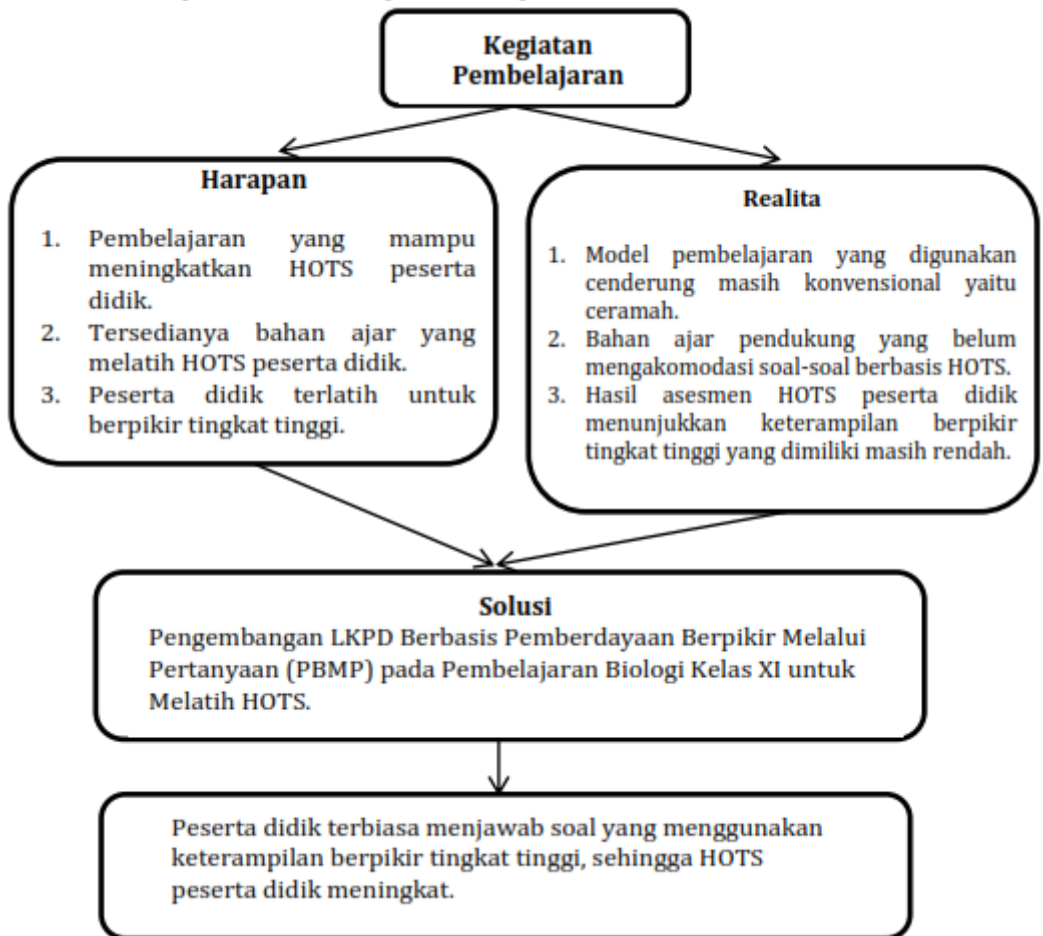 Kegiatan
Pembelajaran
Harapan
1. Pembelajaran yang mampu
meningkatkan HOTS peserta
didik.
2. Tersedianya bahan ajar yang
melatih HOTS peserta didik.
3. Peserta didik terlatih untuk
berpikir tingkat tinggi.
Realita
1. Model pembelajaran yang digunakan
cenderung masih konvensional yaitu
ceramah.
2. Bahan ajar pendukung yang belum
mengakomodasi soal-soal berbasis HOTS.
3. Hasil asesmen HOTS peserta didik
menunjukkan keterampilan berpikir
tingkat tinggi yang dimiliki masih rendah.
Solusi
Pengembangan LKPD Berbasis Pemberdayaan Berpikir Melalui
Pertanyaan (PBMP) pada Pembelajaran Biologi Kelas XI untuk
Melatih HOTS.
Peserta didik terbiasa menjawab soal yang menggunakan
keterampilan berpikir tingkat tinggi, sehingga HOTS
peserta didik meningkat.